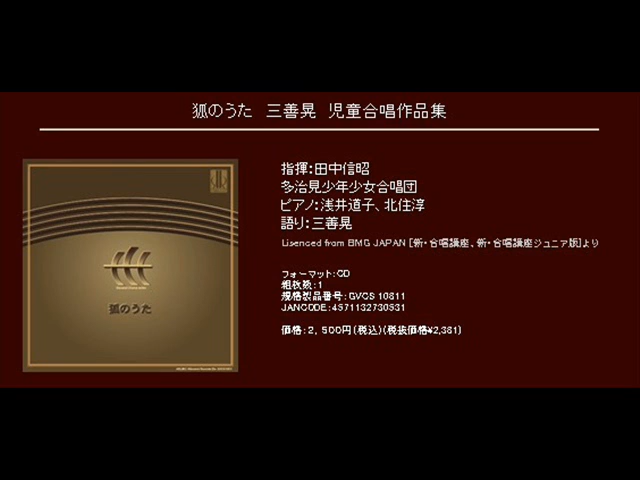 狐のうた 三善晃 児童合唱作品集
指揮:田中信昭
多治見少年少女合唱団
ピアノ:浅井道子、北住淳
語り:三善晃
Lisenced from BMG JAPAN [新・合唱講座、新・合唱講座ジュニア版]より
フォーマット:CD
組枚数:1
規格製品番号:GVCS 10811
JANCODE:4571132730531
価格:2,500円(税込)(税抜価格¥2,381)
狐のうた